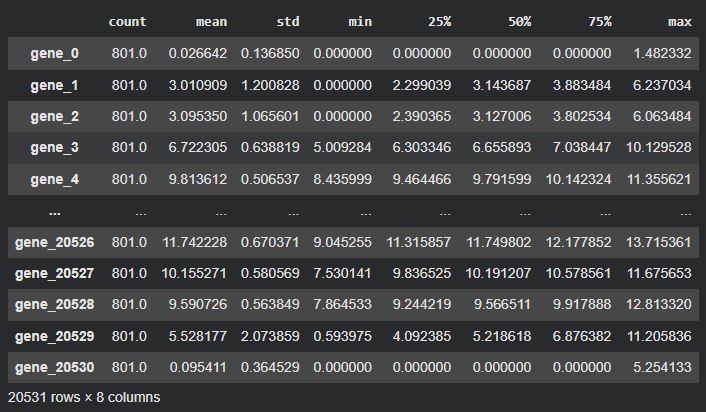 count mean std min 25% 50% 75% max
gene_0 801.0 0.026642 0.136850 0.000000 0.000000 0.000000 0.000000 1.482332
gene_1 801.0 3.010909 1.200828 0.000000 2.299039 3.143687 3.883484 6.237034
gene_2 801.0 3.095350 1.065601 0.000000 2.390365 3.127006 3.802534 6.063484
gene_3 801.0 6.722305 0.638819 5.009284 6.303346 6.655893 7.038447 10.129528
gene_4 801.0 9.813612 0.506537 8.435999 9.464466 9.791599 10.142324 11.355621
... ... ... ... ... ... ... ... ...
gene_20526 801.0 11.742228 0.670371 9.045255 11.315857 11.749802 12.177852 13.715361
gene_20527 801.0 10.155271 0.580569 7.530141 9.836525 10.191207 10.578561 11.675653
gene_20528 801.0 9.590726 0.563849 7.864533 9.244219 9.566511 9.917888 12.813320
gene_20529 801.0 5.528177 2.073859 0.593975 4.092385 5.218618 6.876382 11.205836
gene_20530 801.0 0.095411 0.364529 0.000000 0.000000 0.000000 0.000000 5.254133
20531 rows × 8 columns